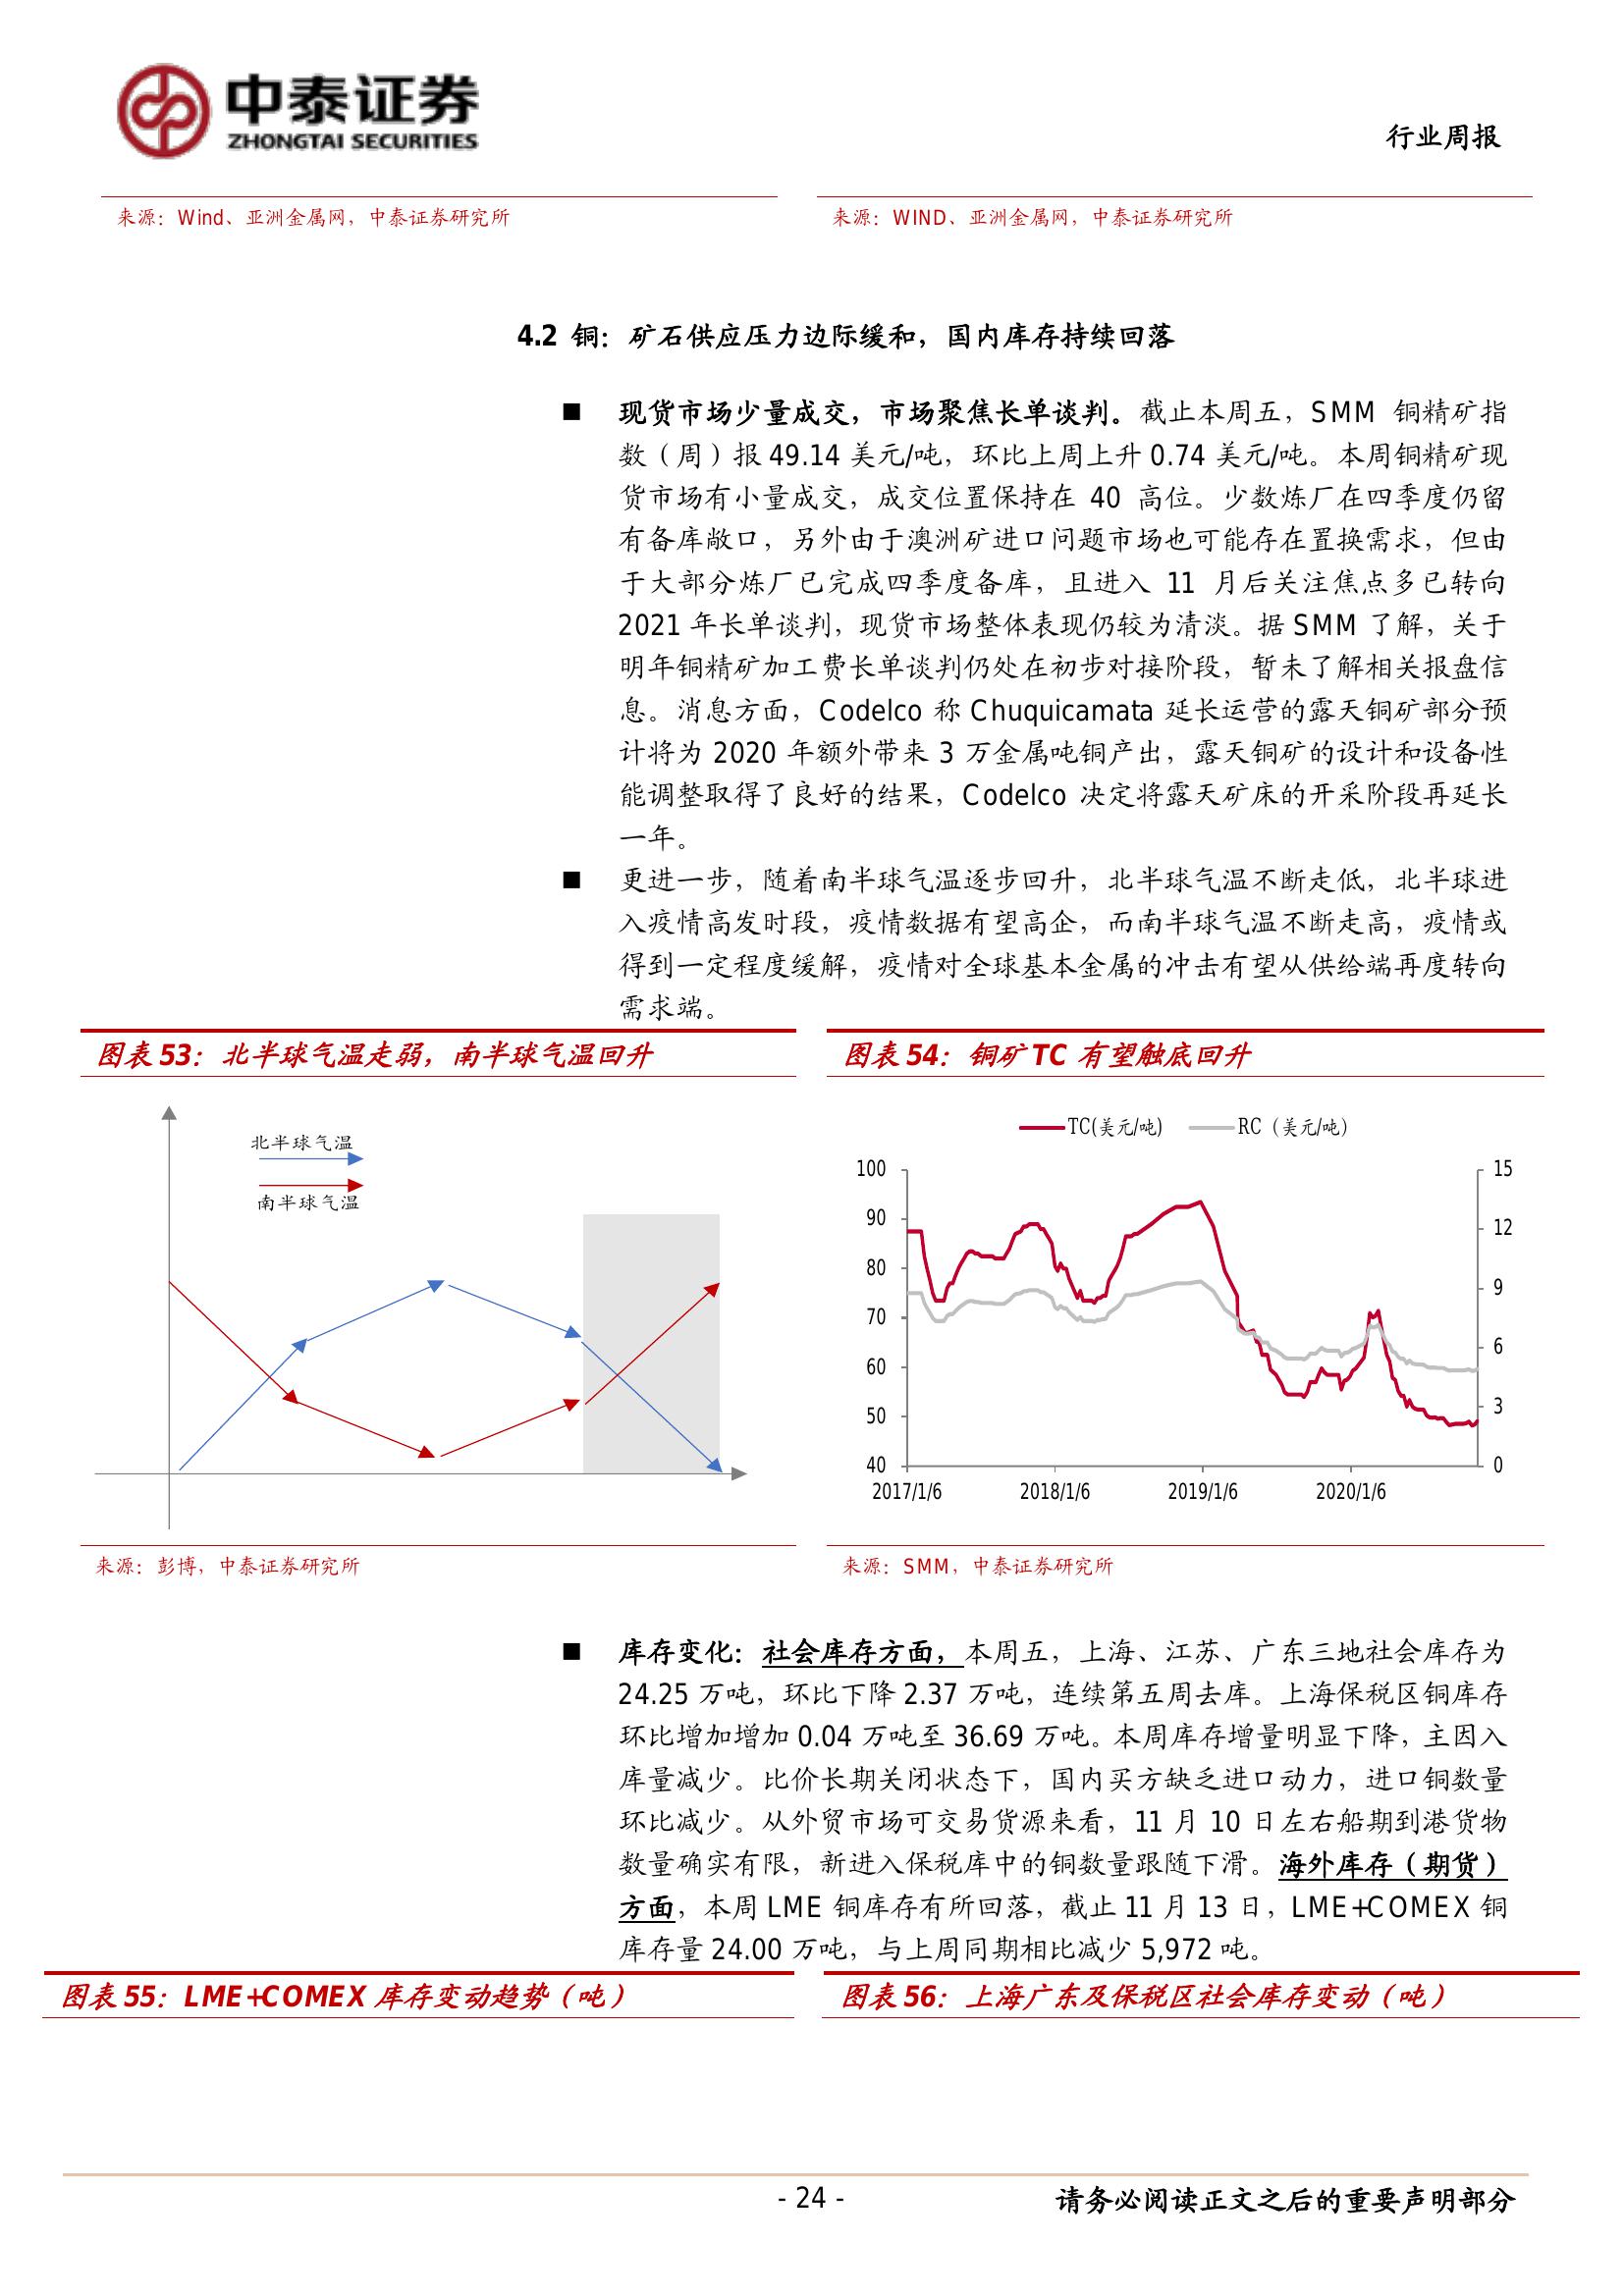 中泰证券
ZHONGTAI SECURITIES
行业周报
来源：Wind、亚洲金属网，中泰证券研究所
来源：WIND、亚洲金属网，中泰证券研究所
4.2 铜：矿石供应压力边际缓和，国内库存持续回落
■ 现货市场少量成交，市场聚焦长单谈判。截止本周五，SMM 铜精矿指
数（周）报 49.14 美元/吨，环比上周上升 0.74 美元/吨。本周铜精矿现
货市场有小量成交，成交位置保持在 40 高位。少数炼厂在四季度仍留
有备库敞口，另外由于澳洲矿进口问题市场也可能存在置换需求，但由
于大部分炼厂已完成四季度备库，且进入 11 月后关注焦点多已转向
2021 年长单谈判，现货市场整体表现仍较为清淡。据 SMM 了解，关于
明年铜精矿加工费长单谈判仍处在初步对接阶段，暂未了解相关报盘信
息。消息方面，Codelco 称 Chuquicamata 延长运营的露天铜矿部分预
计将为 2020 年额外带来 3 万金属吨铜产出，露天铜矿的设计和设备性
能调整取得了良好的结果，Codelco 决定将露天矿床的开采阶段再延长
一年。
■ 更进一步，随着南半球气温逐步回升，北半球气温不断走低，北半球进
入疫情高发时段，疫情数据有望高企，而南半球气温不断走高，疫情或
得到一定程度缓解，疫情对全球基本金属的冲击有望从供给端再度转向
需求端。
图表 53：北半球气温走弱，南半球气温回升
北半球气温
南半球气温
来源：彭博，中泰证券研究所
图表 54：铜矿 TC 有望触底回升
TC(美元/吨)
RC（美元/吨）
100
90
80
70
60
50
40
15
12
9
6
3
0
2017/1/6
2018/1/6
2019/1/6
2020/1/6
来源：SMM，中泰证券研究所
■ 库存变化：社会库存方面，本周五，上海、江苏、广东三地社会库存为
24.25 万吨，环比下降 2.37 万吨，连续第五周去库。上海保税区铜库存
环比增加增加 0.04 万吨至 36.69 万吨。本周库存增量明显下降，主因入
库量减少。比价长期关闭状态下，国内买方缺乏进口动力，进口铜数量
环比减少。从外贸市场可交易货源来看，11 月 10 日左右船期到港货物
数量确实有限，新进入保税库中的铜数量跟随下滑。海外库存（期货）
方面，本周 LME 铜库存有所回落，截止 11 月 13 日，LME+COMEX 铜
库存量 24.00 万吨，与上周同期相比减少 5,972 吨。
图表 55：LME+COMEX 库存变动趋势（吨）
图表 56：上海广东及保税区社会库存变动（吨）
- 24 -
请务必阅读正文之后的重要声明部分